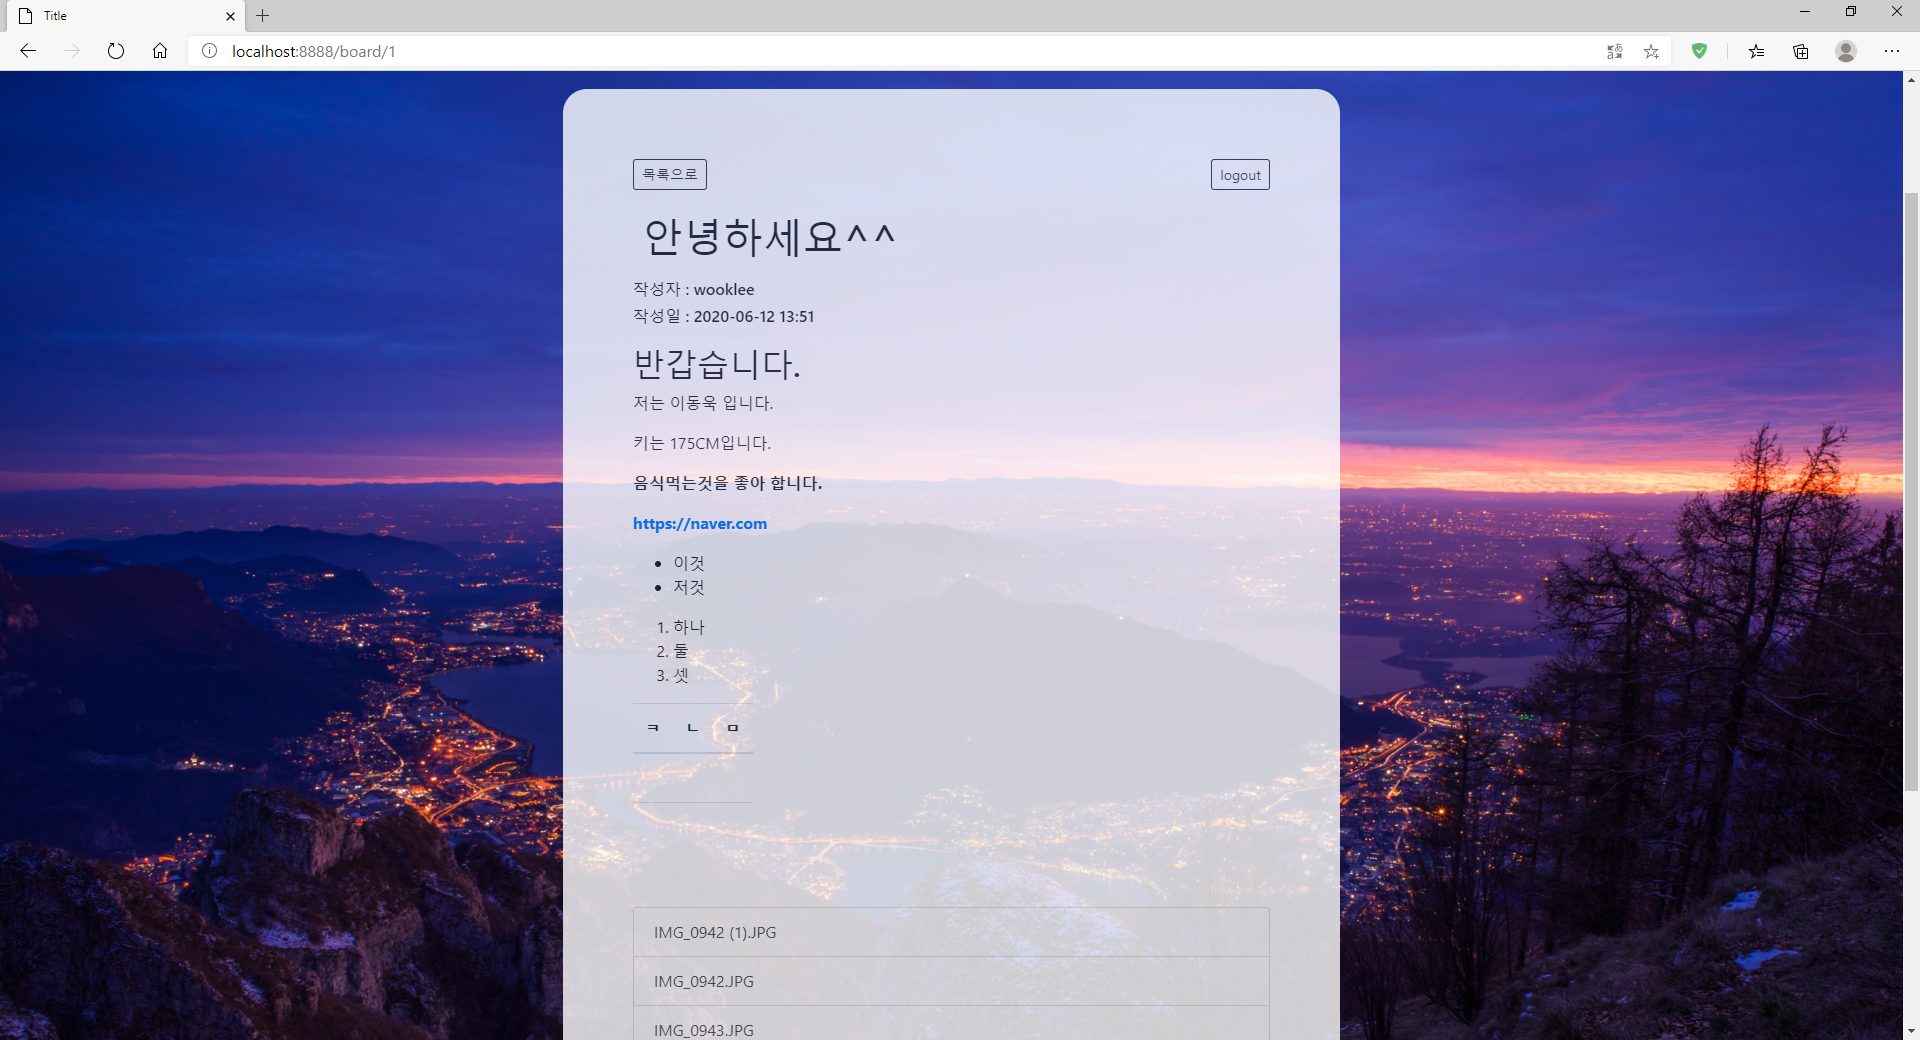 Title
localhost:8888/board/1
목록으로
logout
안녕하세요^^
작성자 : wooklee
작성일 : 2020-06-12 13:51
반갑습니다.
저는 이동욱 입니다.
키는 175CM입니다.
음식먹는것을 좋아 합니다.
https://naver.com
• 이것
• 저것
1. 하나
2. 둘
3. 셋
ㅋ ㄴ ㅁ
IMG_0942 (1).JPG
IMG_0942.JPG
IMG_0943.JPG